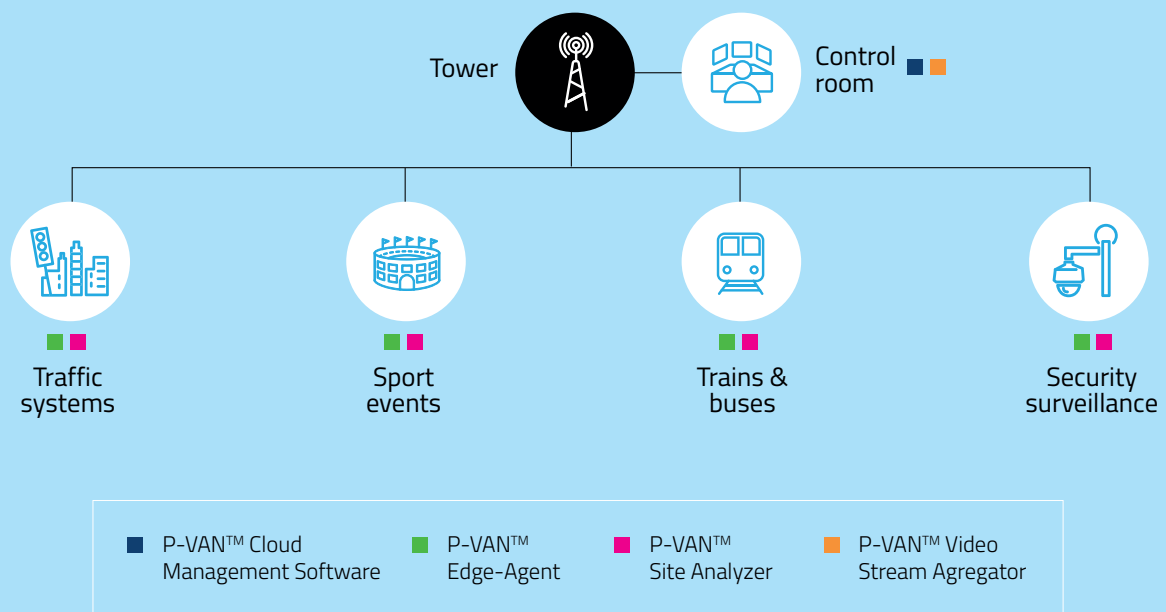 Tower
Control
room
Traffic
systems
Sport
events
Trains &
buses
Security
surveillance
P-VAN™ Cloud
Management Software
P-VAN™
Edge-Agent
P-VAN™
Site Analyzer
P-VAN™ Video
Stream Agregator